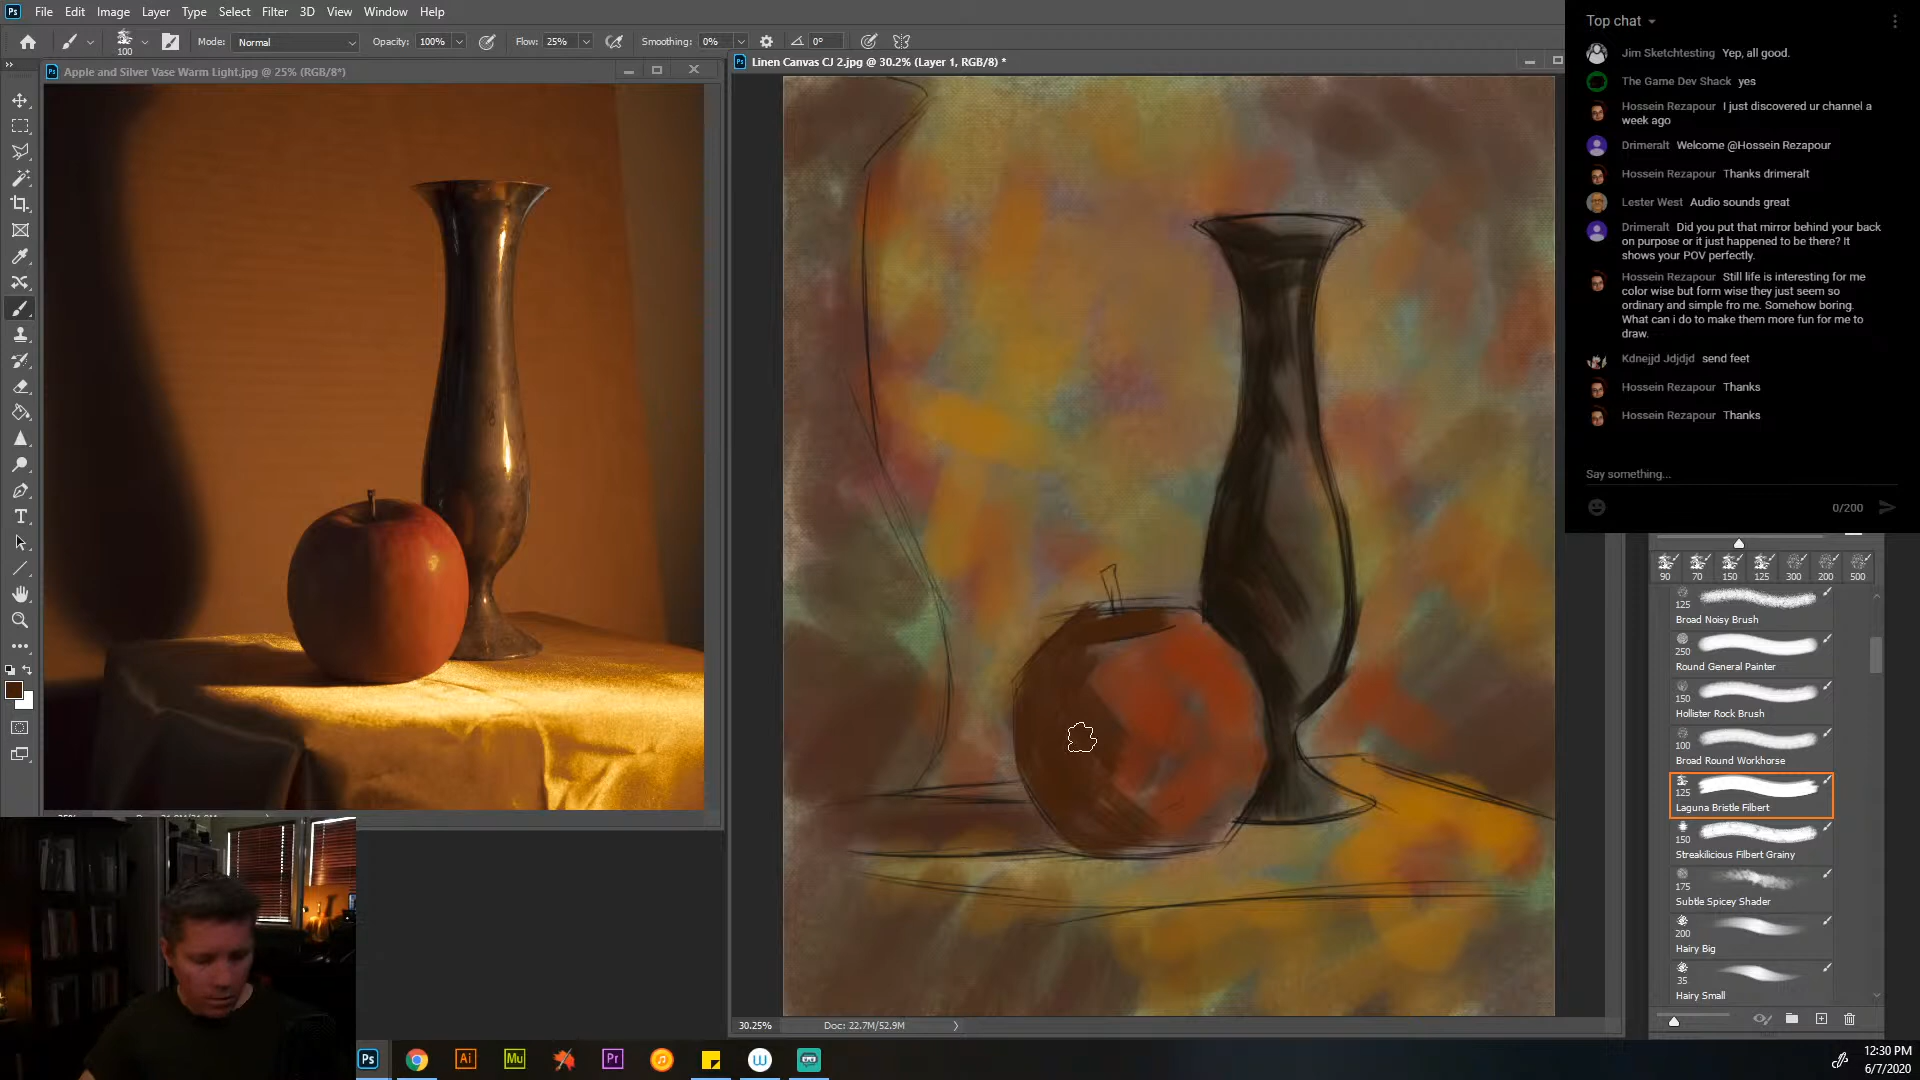 Ps File Edit Image Layer Type Select Filter 3D View Window Help
100 Mode: Normal Opacity: 100% Flow: 25% Smoothing: 0% 0°
Ps Apple and Silver Vase Warm Light.jpg @ 25% (RGB/8*)
Ps Linen Canvas CJ 2.jpg @ 30.2% (Layer 1, RGB/8) *
30.25% Doc: 22.7M/52.9M
Top chat
Jim Sketchtesting Yep, all good.
The Game Dev Shack yes
Hossein Rezapour I just discovered ur channel a
week ago
Drimeralt Welcome @Hossein Rezapour
Hossein Rezapour Thanks drimeralt
Lester West Audio sounds great
Drimeralt Did you put that mirror behind your back
on purpose or it just happened to be there? It
shows your POV perfectly.
Hossein Rezapour Still life is interesting for me
color wise but form wise they just seem so
ordinary and simple fro me. Somehow boring.
What can i do to make them more fun for me to
draw.
Kdnejjd Jdjdjd send feet
Hossein Rezapour Thanks
Hossein Rezapour Thanks
Say something...
0/200
90 70 150 125 300 200 500
125
Broad Noisy Brush
250
Round General Painter
150
Hollister Rock Brush
100
Broad Round Workhorse
125
Laguna Bristle Filbert
150
Streakilicious Filbert Grainy
175
Subtle Spicey Shader
200
Hairy Big
35
Hairy Small
Ps Ai Mu Pr
12:30 PM
6/7/2020